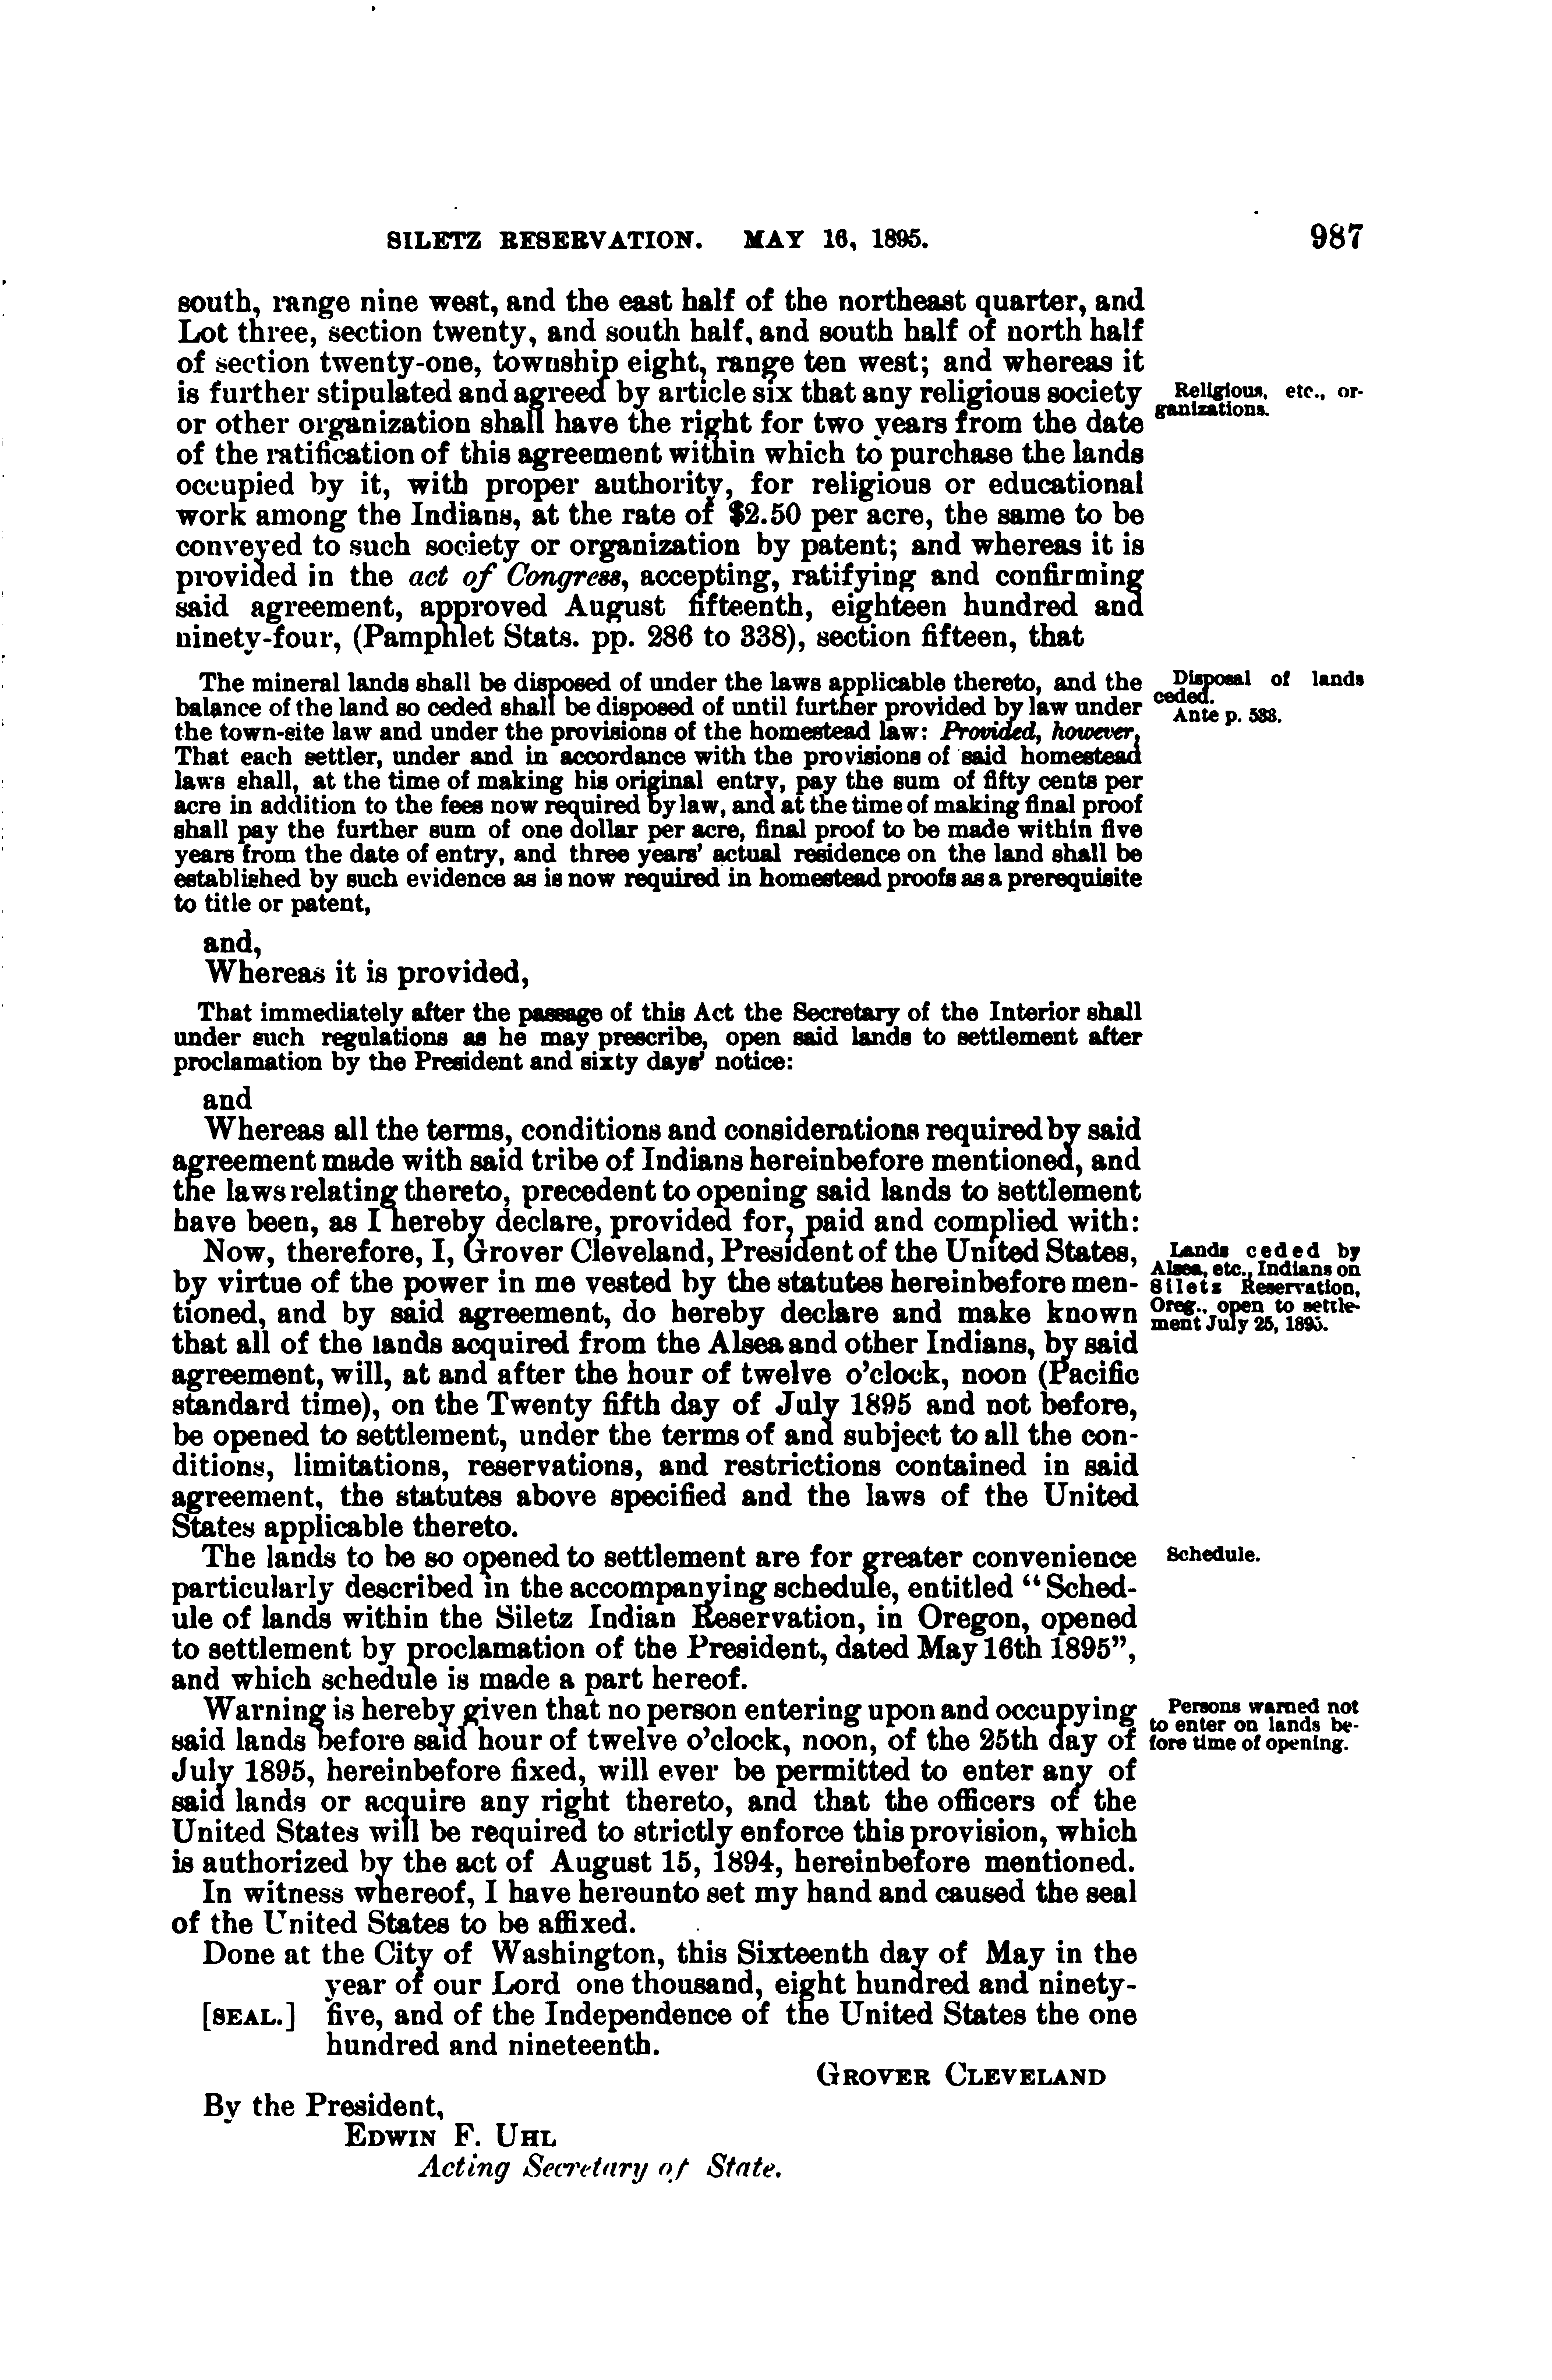 SILETZ RESERVATION. MAY 16, 1895. 987
south, range nine west, and the east half of the northeast quarter, and
Lot three, section twenty, and south half, and south half of north half
of section twenty-one, township eight, range ten west; and whereas it
is further stipulated and agreed by article six that any religious society
or other organization shall have the right for two years from the date
of the ratification of this agreement within which to purchase the lands
occupied by it, with proper authority, for religious or educational
work among the Indians, at the rate of $2.50 per acre, the same to be
conveyed to such society or organization by patent; and whereas it is
provided in the act of Congress, accepting, ratifying and confirming
said agreement, approved August fifteenth, eighteen hundred and
ninety-four, (Pamphlet Stats. pp. 286 to 338), section fifteen, that
Religious, etc., or-
ganizations.
The mineral lands shall be disposed of under the laws applicable thereto, and the
balance of the land so ceded shall be disposed of until further provided by law under
the town-site law and under the provisions of the homestead law: Provided, however,
That each settler, under and in accordance with the provisions of said homestead
laws shall, at the time of making his original entry, pay the sum of fifty cents per
acre in addition to the fees now required by law, and at the time of making final proof
shall pay the further sum of one dollar per acre, final proof to be made within five
years from the date of entry, and three years' actual residence on the land shall be
established by such evidence as is now required in homestead proofs as a prerequisite
to title or patent,
Disposal of lands
ceded.
Ante p. 533.
and,
Whereas it is provided,
That immediately after the passage of this Act the Secretary of the Interior shall
under such regulations as he may prescribe, open said lands to settlement after
proclamation by the President and sixty days' notice:
and
Whereas all the terms, conditions and considerations required by said
agreement made with said tribe of Indians hereinbefore mentioned, and
the laws relating thereto, precedent to opening said lands to settlement
have been, as I hereby declare, provided for, paid and complied with:
Now, therefore, I, Grover Cleveland, President of the United States,
by virtue of the power in me vested by the statutes hereinbefore men-
tioned, and by said agreement, do hereby declare and make known
that all of the lands acquired from the Alsea and other Indians, by said
agreement, will, at and after the hour of twelve o'clock, noon (Pacific
standard time), on the Twenty fifth day of July 1895 and not before,
be opened to settlement, under the terms of and subject to all the con-
ditions, limitations, reservations, and restrictions contained in said
agreement, the statutes above specified and the laws of the United
States applicable thereto.
Lands ceded by
Alsea, etc., Indians on
Siletz Reservation,
Oreg., open to settle-
ment July 25, 1895.
The lands to be so opened to settlement are for greater convenience
particularly described in the accompanying schedule, entitled "Sched-
ule of lands within the Siletz Indian Reservation, in Oregon, opened
to settlement by proclamation of the President, dated May 16th 1895",
and which schedule is made a part hereof.
Schedule.
Warning is hereby given that no person entering upon and occupying
said lands before said hour of twelve o'clock, noon, of the 25th day of
July 1895, hereinbefore fixed, will ever be permitted to enter any of
said lands or acquire any right thereto, and that the officers of the
United States will be required to strictly enforce this provision, which
is authorized by the act of August 15, 1894, hereinbefore mentioned.
Persons warned not
to enter on lands be-
fore time of opening.
In witness whereof, I have hereunto set my hand and caused the seal
of the United States to be affixed.
Done at the City of Washington, this Sixteenth day of May in the
year of our Lord one thousand, eight hundred and ninety-
[SEAL.] five, and of the Independence of the United States the one
hundred and nineteenth.
GROVER CLEVELAND
By the President,
EDWIN F. UHL
Acting Secretary of State.